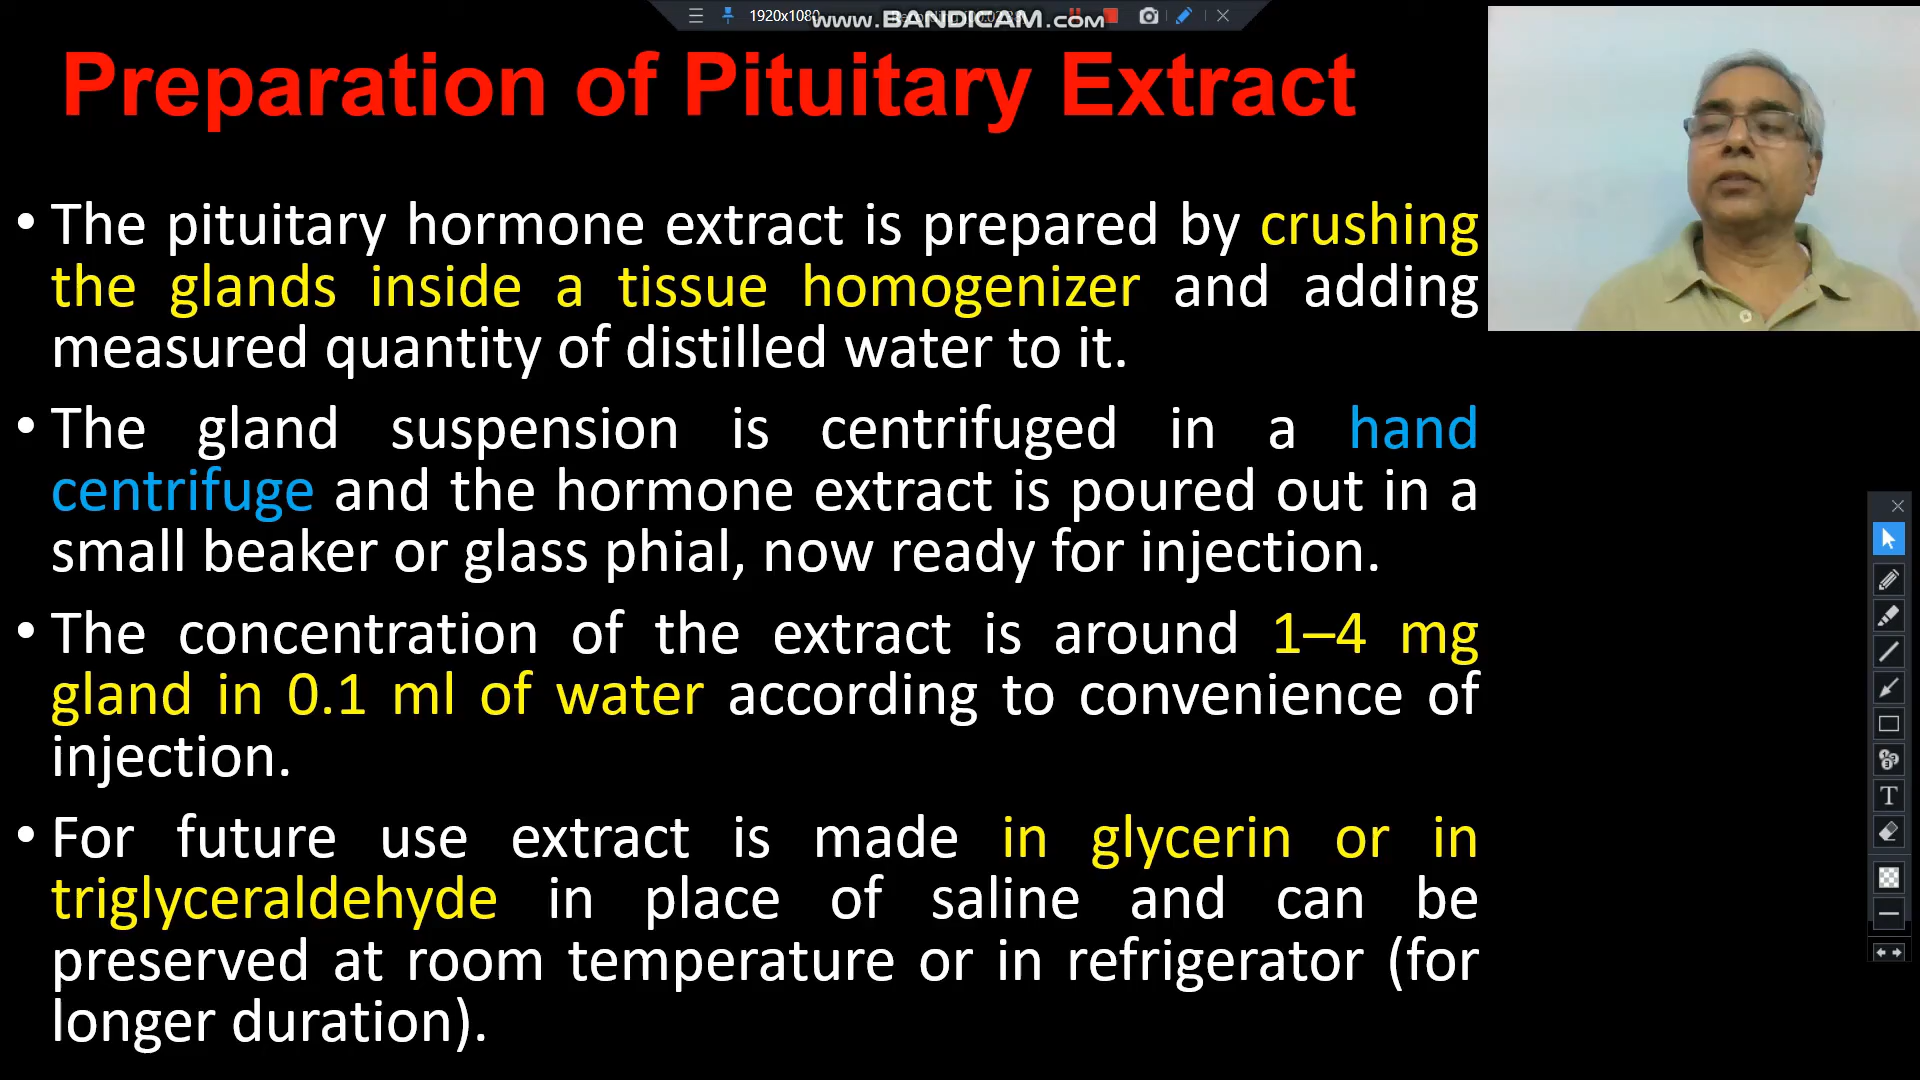 1920x1080
www.BANDICAM.com
Preparation of Pituitary Extract
• The pituitary hormone extract is prepared by crushing
the glands inside a tissue homogenizer and adding
measured quantity of distilled water to it.
• The gland suspension is centrifuged in a hand
centrifuge and the hormone extract is poured out in a
small beaker or glass phial, now ready for injection.
• The concentration of the extract is around 1–4 mg
gland in 0.1 ml of water according to convenience of
injection.
• For future use extract is made in glycerin or in
triglyceraldehyde in place of saline and can be
preserved at room temperature or in refrigerator (for
longer duration).